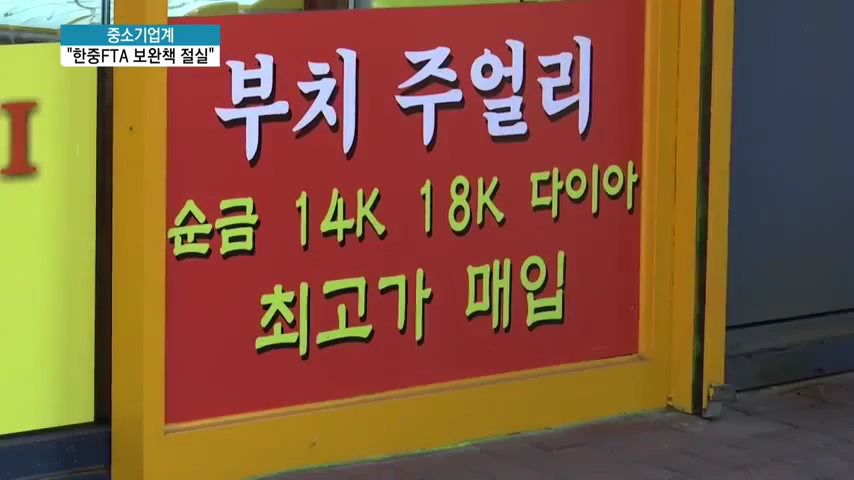 중소기업계
"한중FTA 보완책 절실"
부치 주얼리
순금 14K 18K 다이아
최고가 매입
I